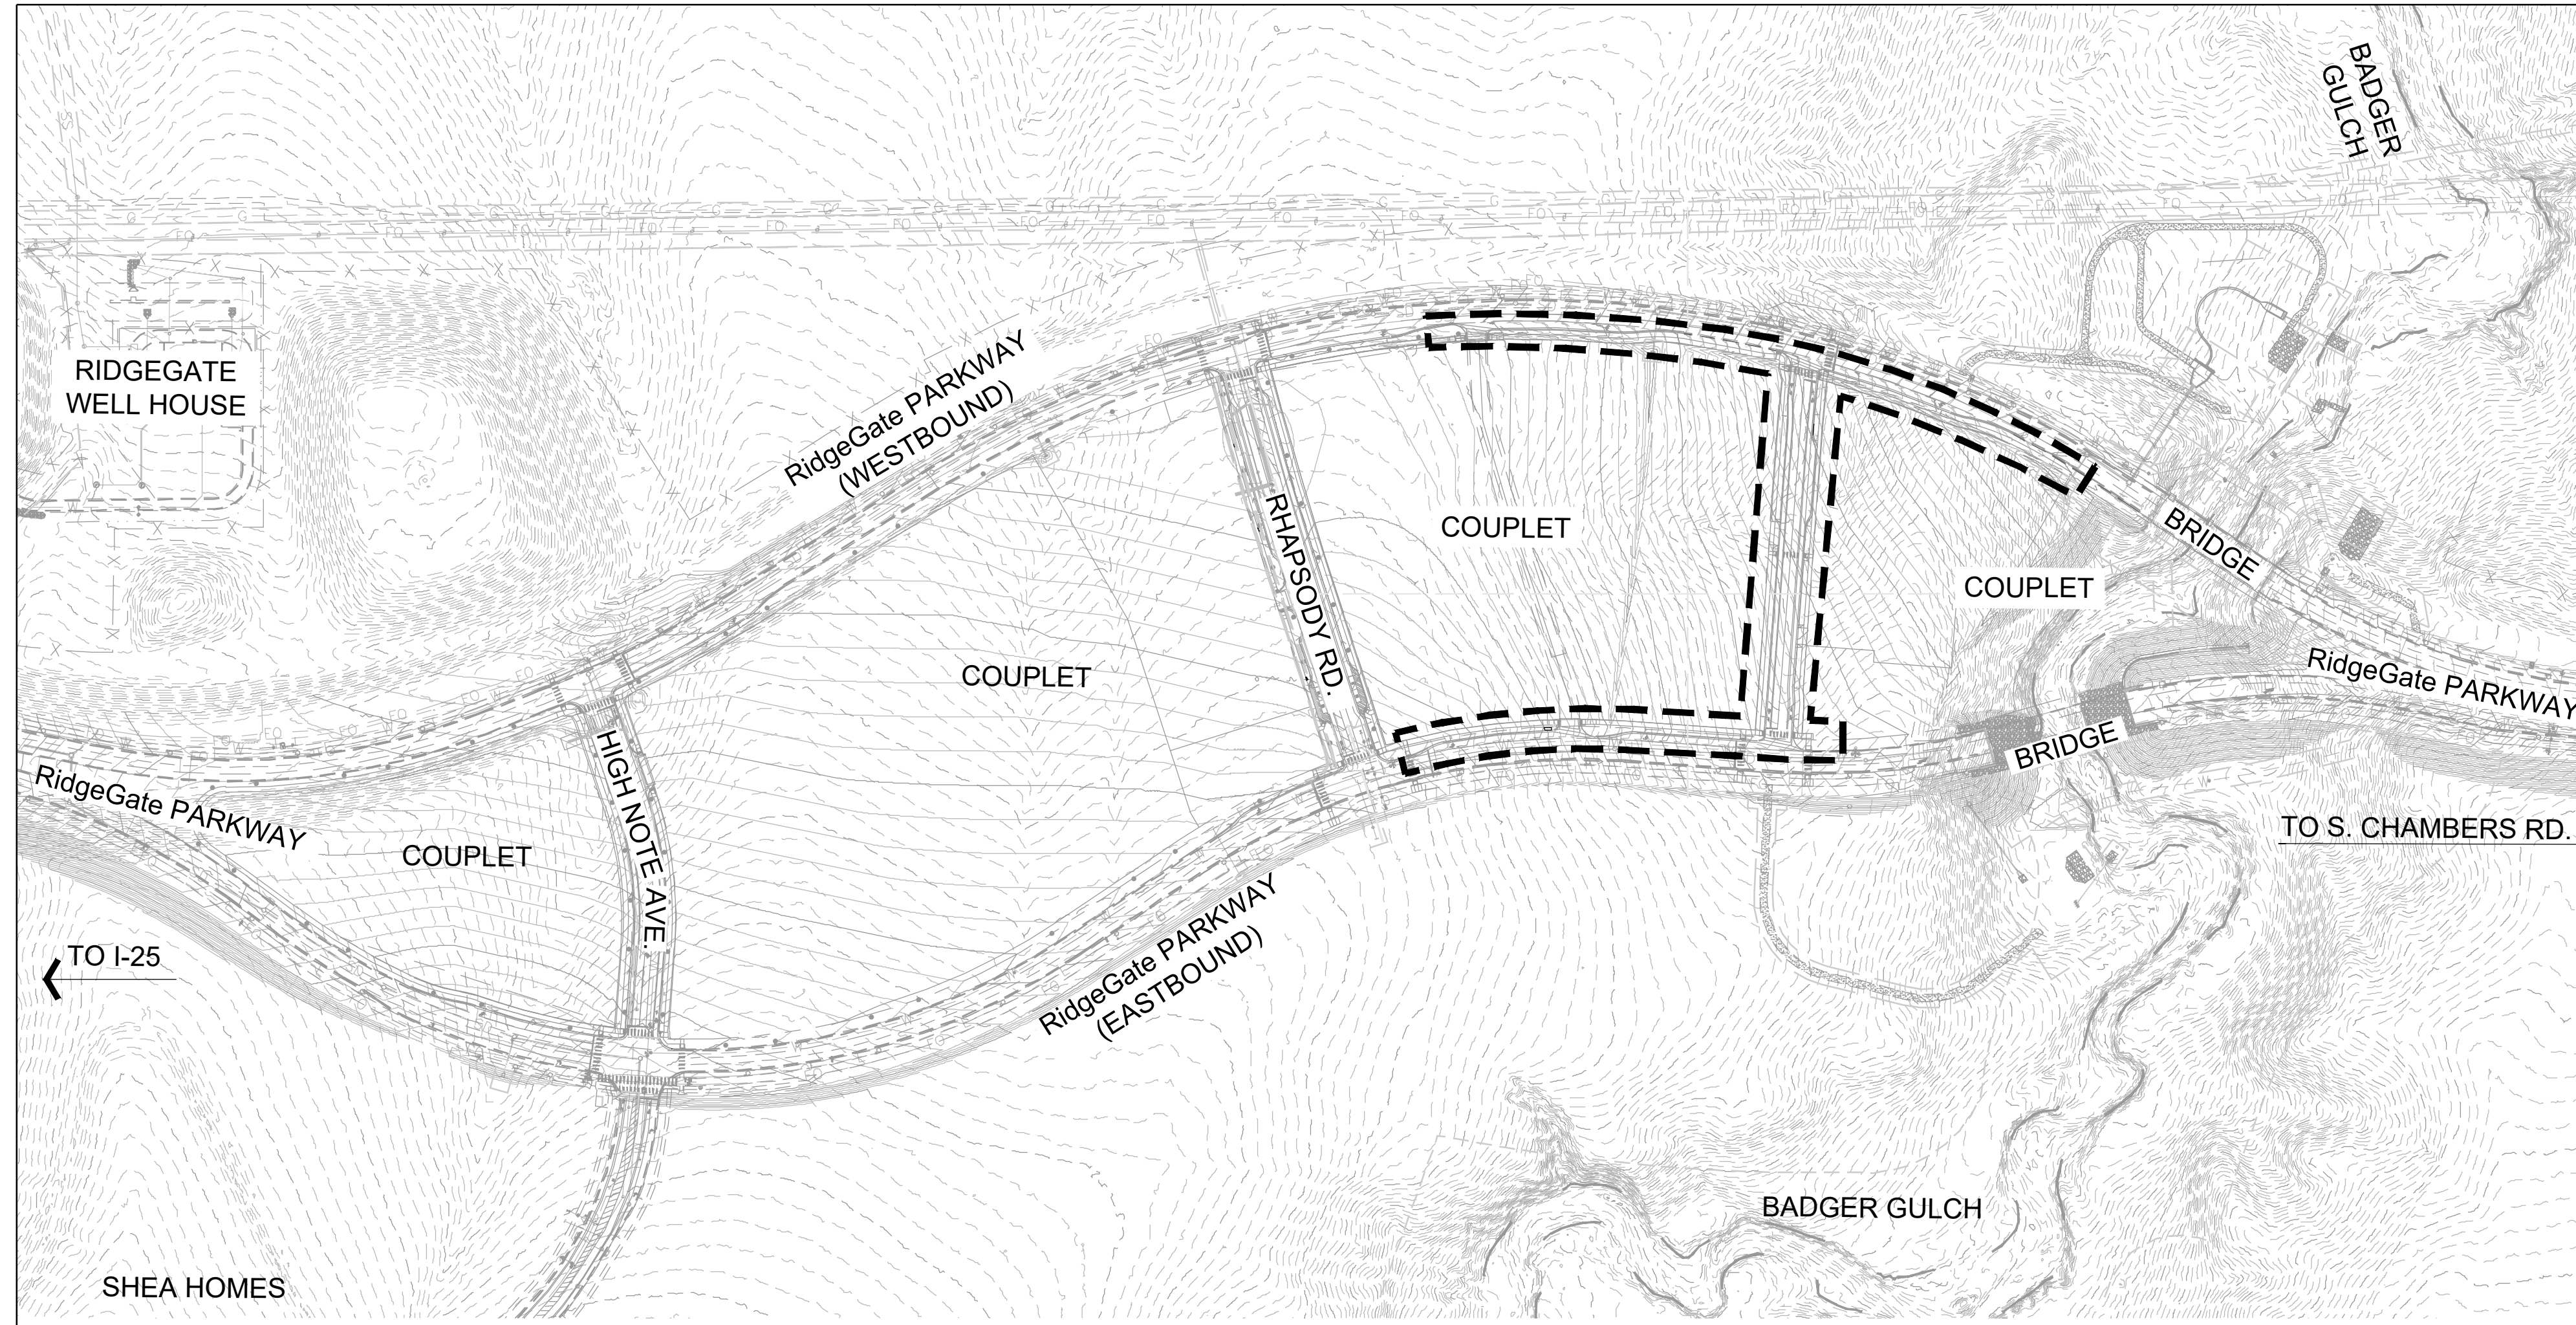 BADGER
GULCH
RIDGEGATE
WELL HOUSE
RidgeGate PARKWAY
(WESTBOUND)
RHAPSODY RD.
COUPLET
BRIDGE
COUPLET
COUPLET
RidgeGate PARKWAY
BRIDGE
RidgeGate PARKWAY
HIGH NOTE AVE.
COUPLET
TO S. CHAMBERS RD.
RidgeGate PARKWAY
(EASTBOUND)
TO I-25
BADGER GULCH
SHEA HOMES